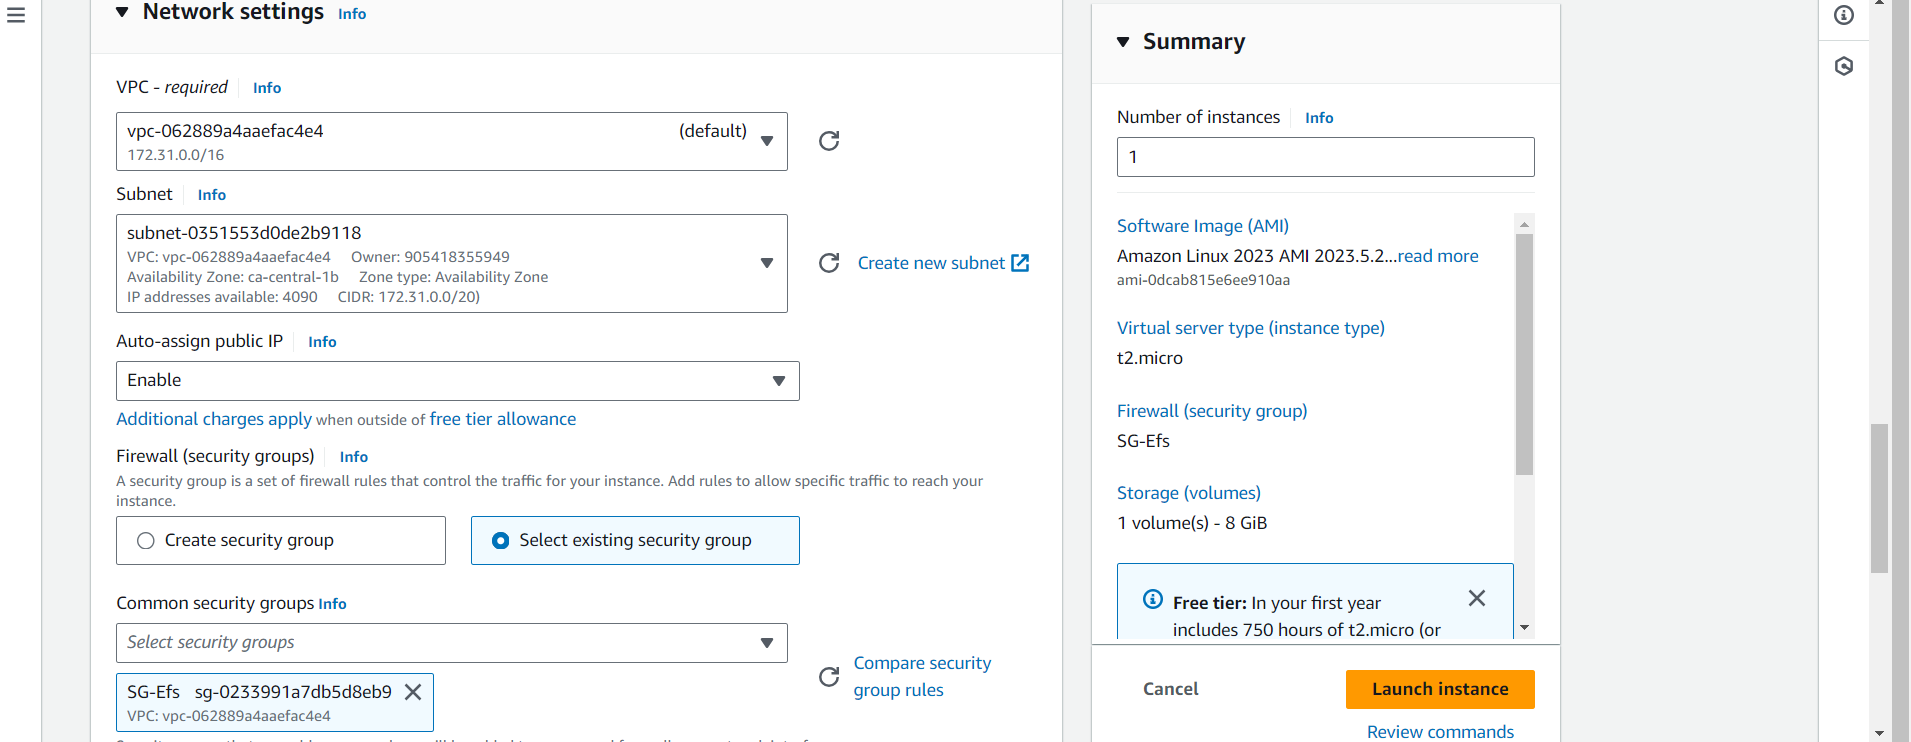 Network settings Info
VPC - required Info
vpc-062889a4aaefac4e4 (default)
172.31.0.0/16
Subnet Info
subnet-0351553d0de2b9118
VPC: vpc-062889a4aaefac4e4 Owner: 905418355949
Availability Zone: ca-central-1b Zone type: Availability Zone
IP addresses available: 4090 CIDR: 172.31.0.0/20)
Create new subnet
Auto-assign public IP Info
Enable
Additional charges apply when outside of free tier allowance
Firewall (security groups) Info
A security group is a set of firewall rules that control the traffic for your instance. Add rules to allow specific traffic to reach your
instance.
Create security group
Select existing security group
Common security groups Info
Select security groups
Compare security
group rules
SG-Efs sg-0233991a7db5d8eb9
VPC: vpc-062889a4aaefac4e4
Summary
Number of instances Info
1
Software Image (AMI)
Amazon Linux 2023 AMI 2023.5.2...read more
ami-0dcab815e6ee910aa
Virtual server type (instance type)
t2.micro
Firewall (security group)
SG-Efs
Storage (volumes)
1 volume(s) - 8 GiB
Free tier: In your first year
includes 750 hours of t2.micro (or
Cancel
Launch instance
Review commands